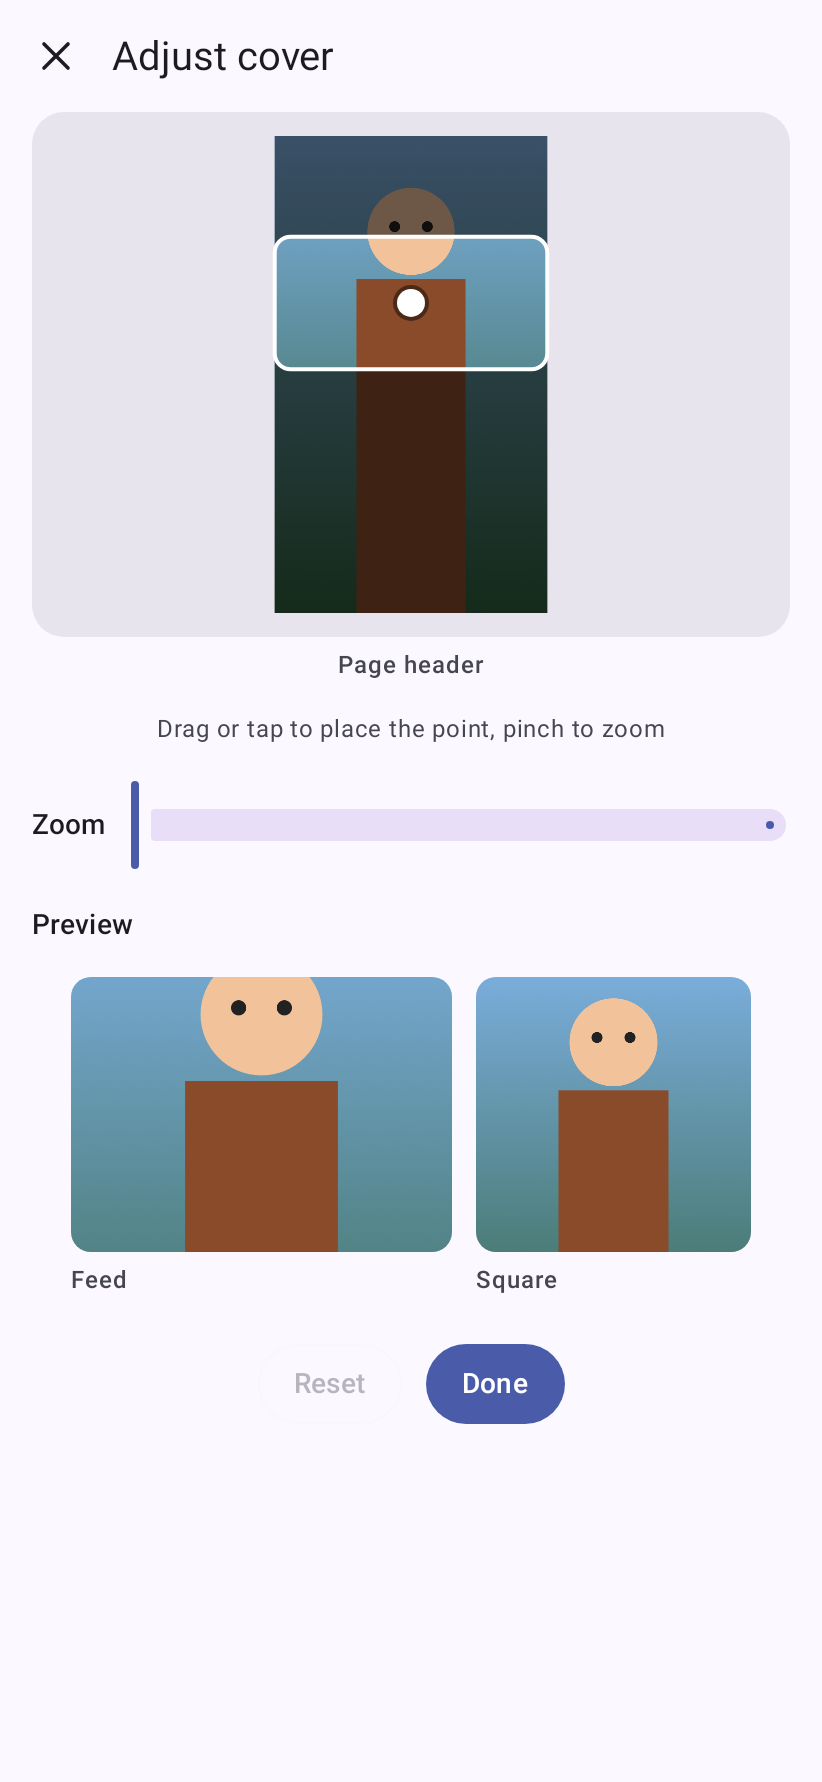 Adjust cover
Page header
Drag or tap to place the point, pinch to zoom
Zoom
Preview
Feed
Square
Reset
Done